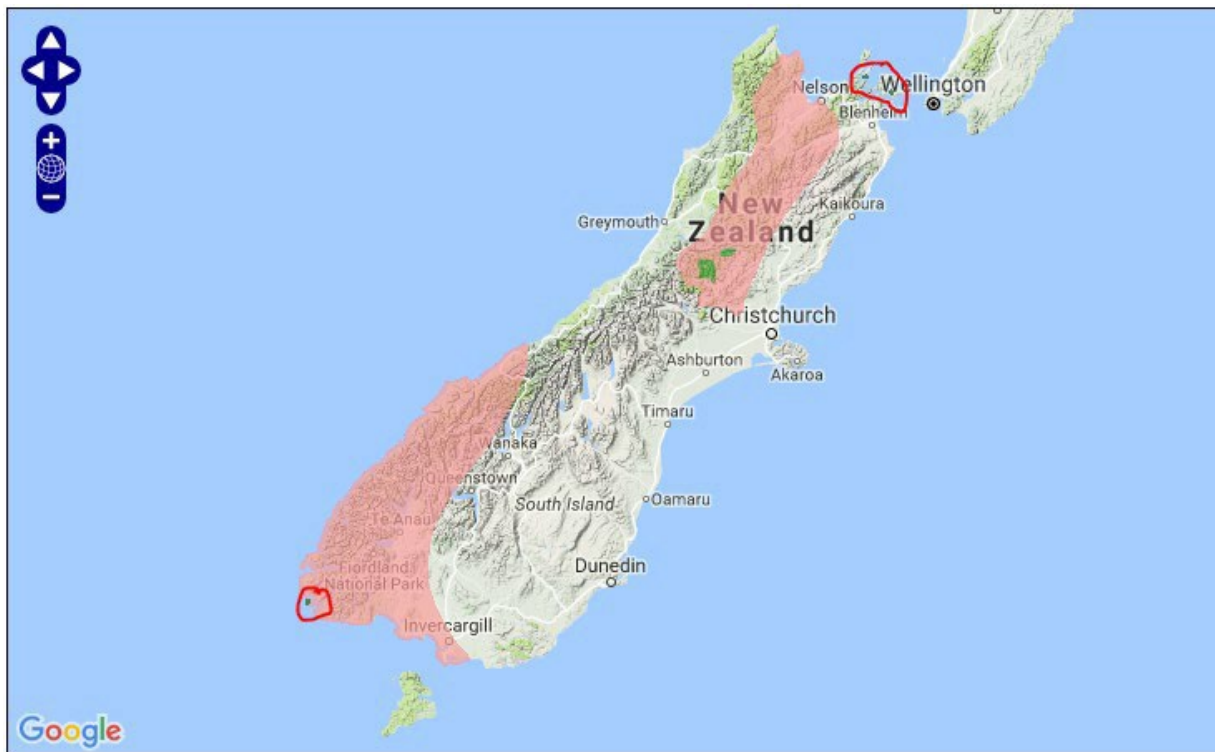 Nelson
Wellington
Blenheim
Kaikoura
Greymouth
New
Zealand
Christchurch
Ashburton
Akaroa
Timaru
Wanaka
Queenstown
South Island
Oamaru
Te Anau
Dunedin
Fiordland
National Park
Invercargill
Google